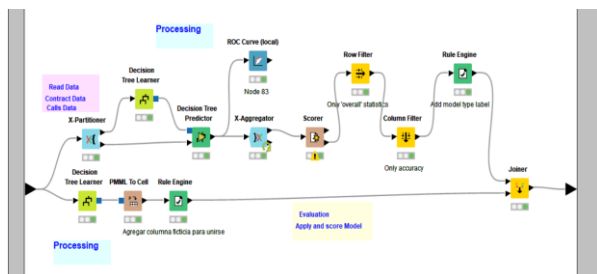 Processing
ROC Curve (local)
Node 83
Row Filter
Only 'overall' statistics
Rule Engine
Add model type label
Decision
Tree Learner
Read Data
Contract Data
Calls Data
X-Partitioner
Decision Tree
Predictor
X-Aggregator
Scorer
Column Filter
Only accuracy
Joiner
Decision
Tree Learner
PMML To Cell
Rule Engine
Agregar columna ficticia para unirse
Evaluation
Apply and score Model
Processing